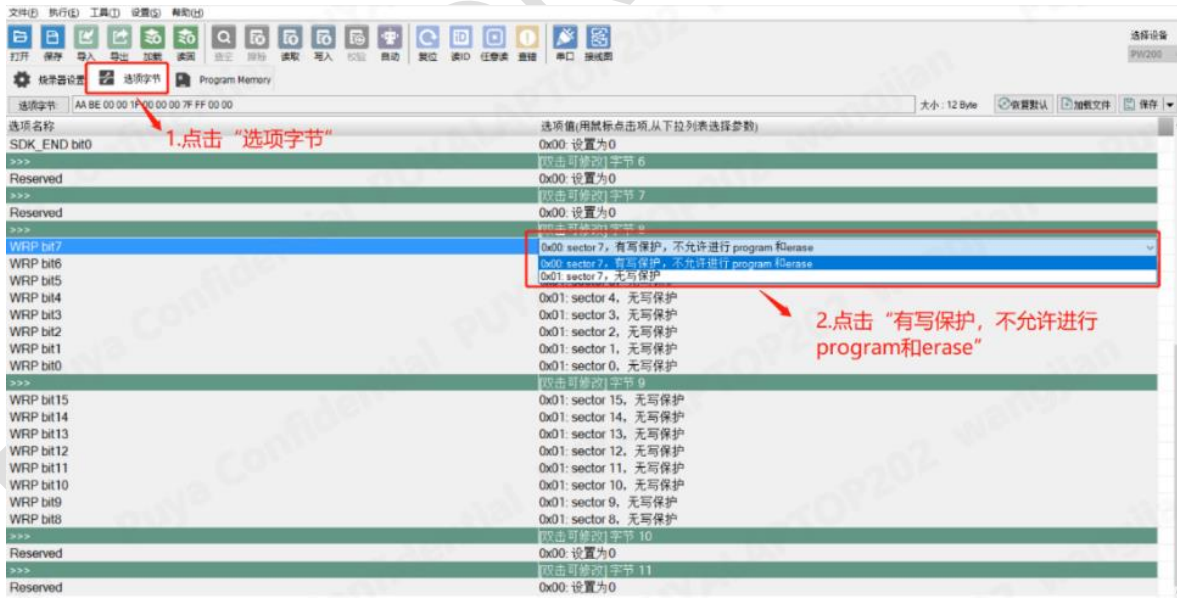 文件(F) 执行(E) 工具(T) 设置(S) 帮助(H)
打开 保存 导入 导出 加载 读回 查空 擦除 读取 写入 校验 自动 复位 读ID 任意读 查错 串口 接线图
选择设备
PW200
烧录器设置 选项字节 Program Memory
选项字节: AA BE 00 00 1F 00 00 00 7F FF 00 00 大小: 12 Byte 恢复默认 加载文件 保存
1.点击“选项字节”
选项名称 选项值(用鼠标点击项,从下拉列表选择参数)
SDK_END bit0 0x00: 设置为0
>>> [双击可修改] 字节 6
Reserved 0x00: 设置为0
>>> [双击可修改] 字节 7
Reserved 0x00: 设置为0
>>> [双击可修改] 字节 8
WRP bit7 0x00: sector 7，有写保护，不允许进行 program 和erase
WRP bit6 0x00: sector 7，有写保护，不允许进行 program 和erase
WRP bit5 0x01: sector 7，无写保护
WRP bit4 0x01: sector 4，无写保护
WRP bit3 0x01: sector 3，无写保护
WRP bit2 0x01: sector 2，无写保护
WRP bit1 0x01: sector 1，无写保护
WRP bit0 0x01: sector 0，无写保护
2.点击“有写保护，不允许进行
program和erase”
>>> [双击可修改] 字节 9
WRP bit15 0x01: sector 15，无写保护
WRP bit14 0x01: sector 14，无写保护
WRP bit13 0x01: sector 13，无写保护
WRP bit12 0x01: sector 12，无写保护
WRP bit11 0x01: sector 11，无写保护
WRP bit10 0x01: sector 10，无写保护
WRP bit9 0x01: sector 9，无写保护
WRP bit8 0x01: sector 8，无写保护
>>> [双击可修改] 字节 10
Reserved 0x00: 设置为0
>>> [双击可修改] 字节 11
Reserved 0x00: 设置为0